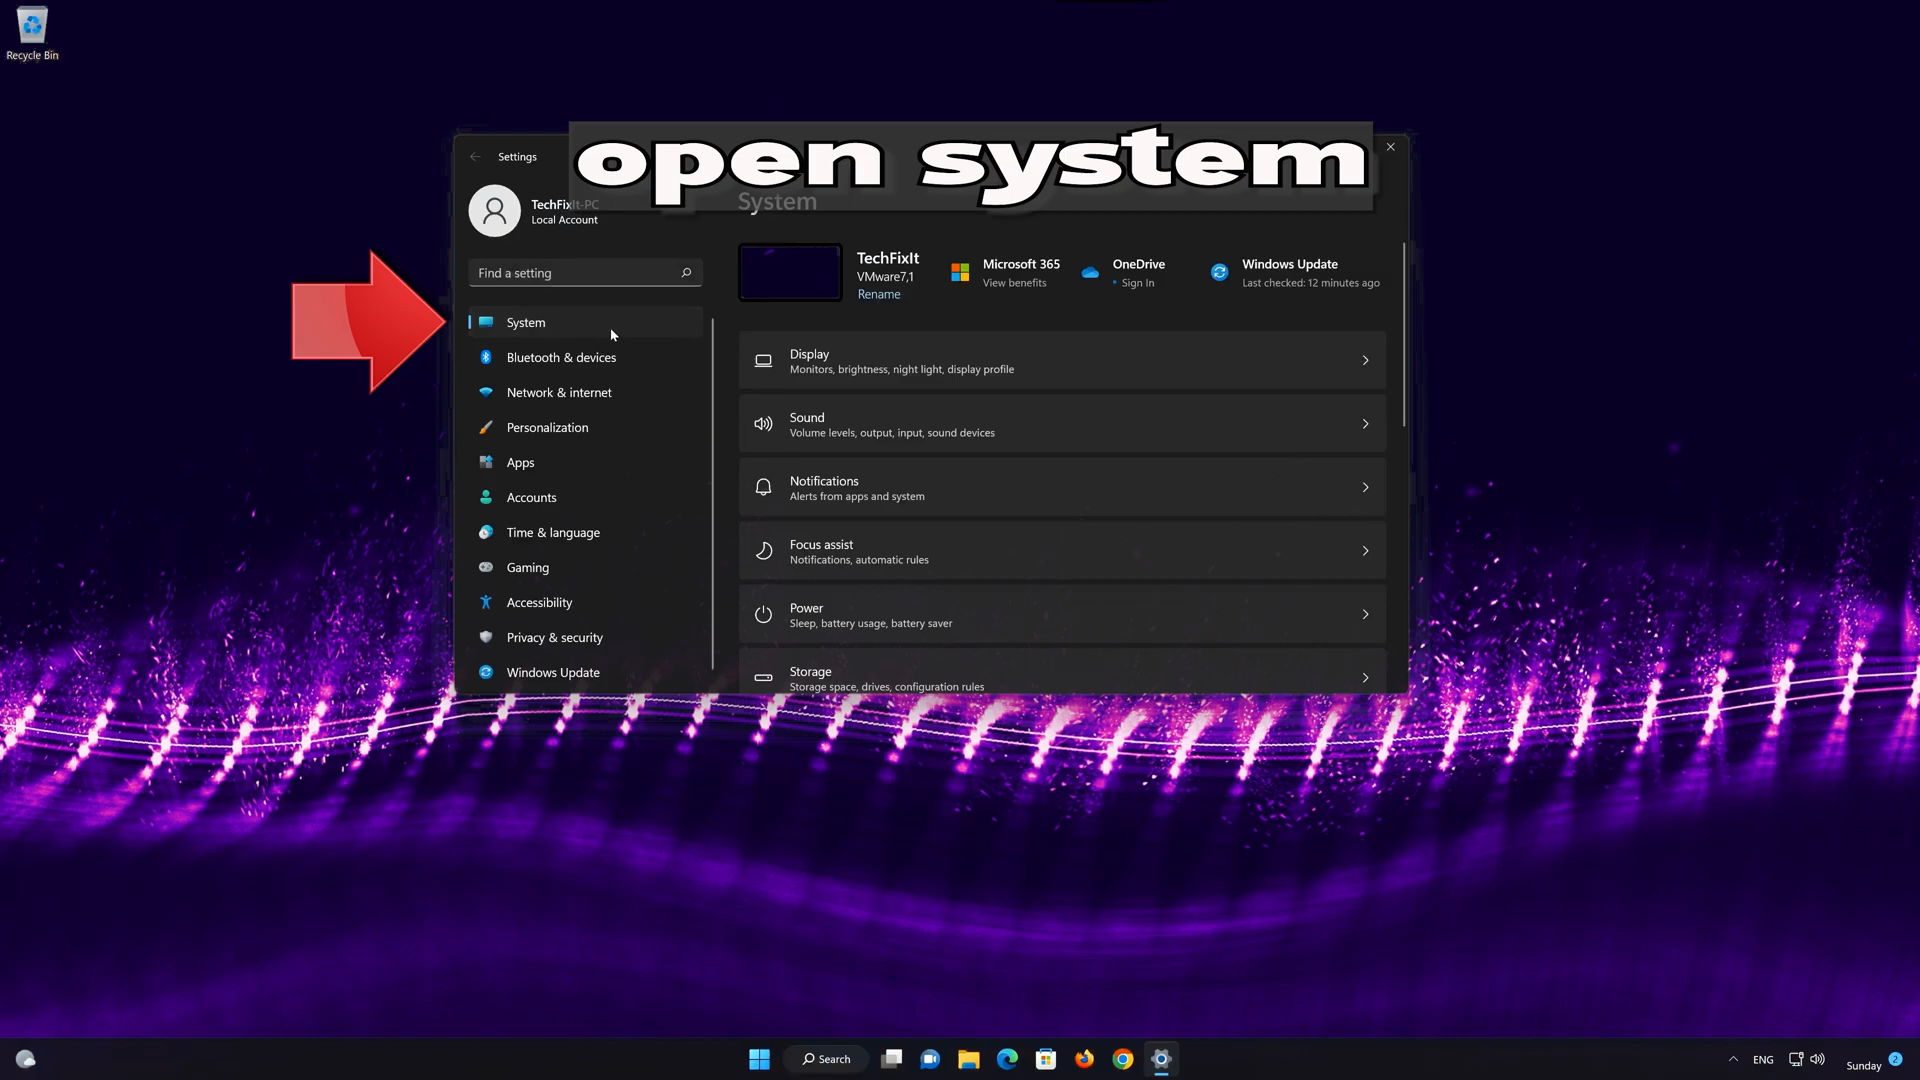 Recycle Bin
open system
Settings
TechFixIt-PC
Local Account
System
Find a setting
TechFixIt
VMware7,1
Rename
Microsoft 365
View benefits
OneDrive
• Sign In
Windows Update
Last checked: 12 minutes ago
System
Bluetooth & devices
Network & internet
Personalization
Apps
Accounts
Time & language
Gaming
Accessibility
Privacy & security
Windows Update
Display
Monitors, brightness, night light, display profile
Sound
Volume levels, output, input, sound devices
Notifications
Alerts from apps and system
Focus assist
Notifications, automatic rules
Power
Sleep, battery usage, battery saver
Storage
Storage space, drives, configuration rules
Search
ENG
Sunday
2